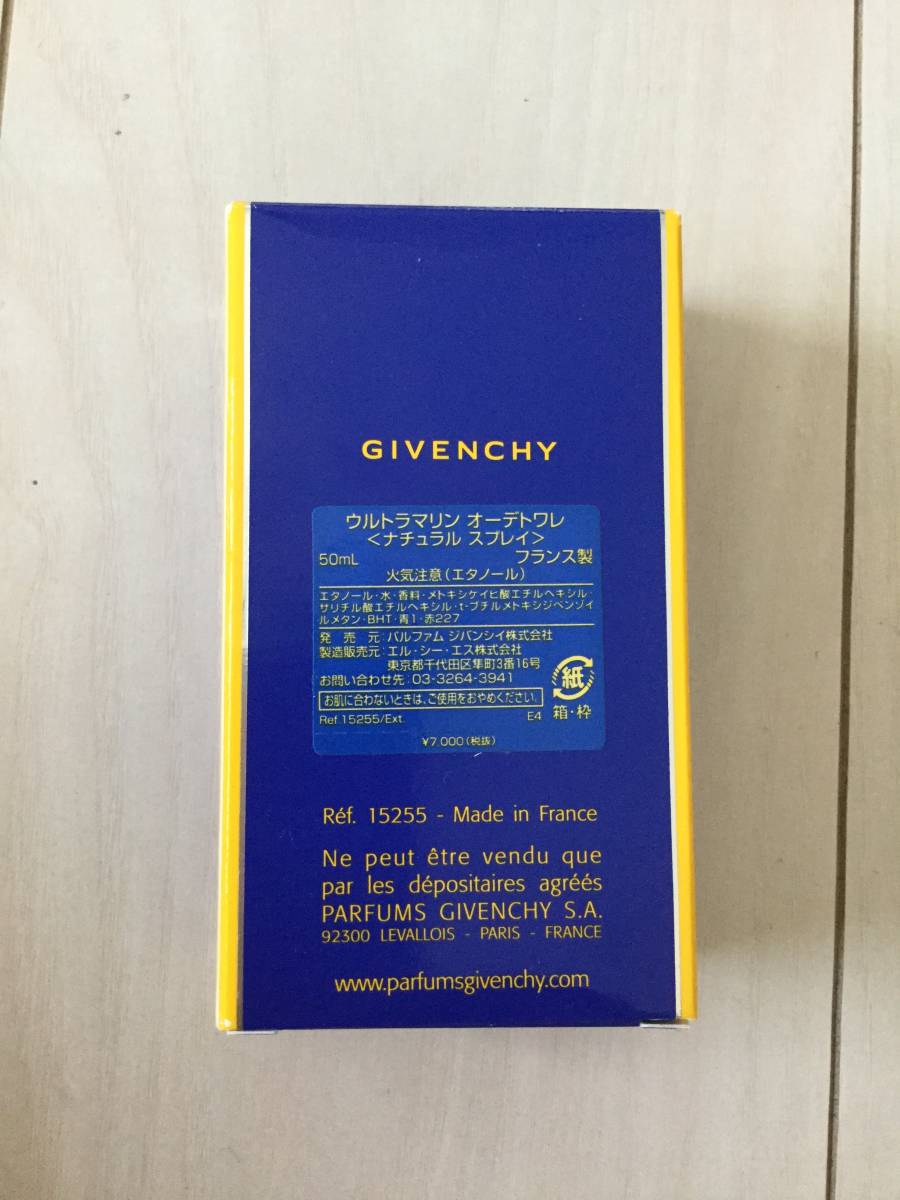 GIVENCHY
ウルトラマリン オーデトワレ
<ナチュラル スプレイ>
50mL フランス製
火気注意(エタノール)
エタノール・水・香料・メトキシケイヒ酸エチルヘキシル・
サリチル酸エチルヘキシル・t-ブチルメトキシジベンゾイ
ルメタン・BHT・青1・赤227
発 売 元:パルファム ジバンシイ株式会社
製造販売元:エル・シー・エス株式会社
東京都千代田区隼町3番16号
お問い合わせ先:03-3264-3941
お肌に合わないときは、ご使用をおやめください。
紙
箱・枠
Ref.15255/Ext. E4
¥7,000(税抜)
Réf. 15255 - Made in France
Ne peut être vendu que
par les dépositaires agréés
PARFUMS GIVENCHY S.A.
92300 LEVALLOIS - PARIS - FRANCE
www.parfumsgivenchy.com